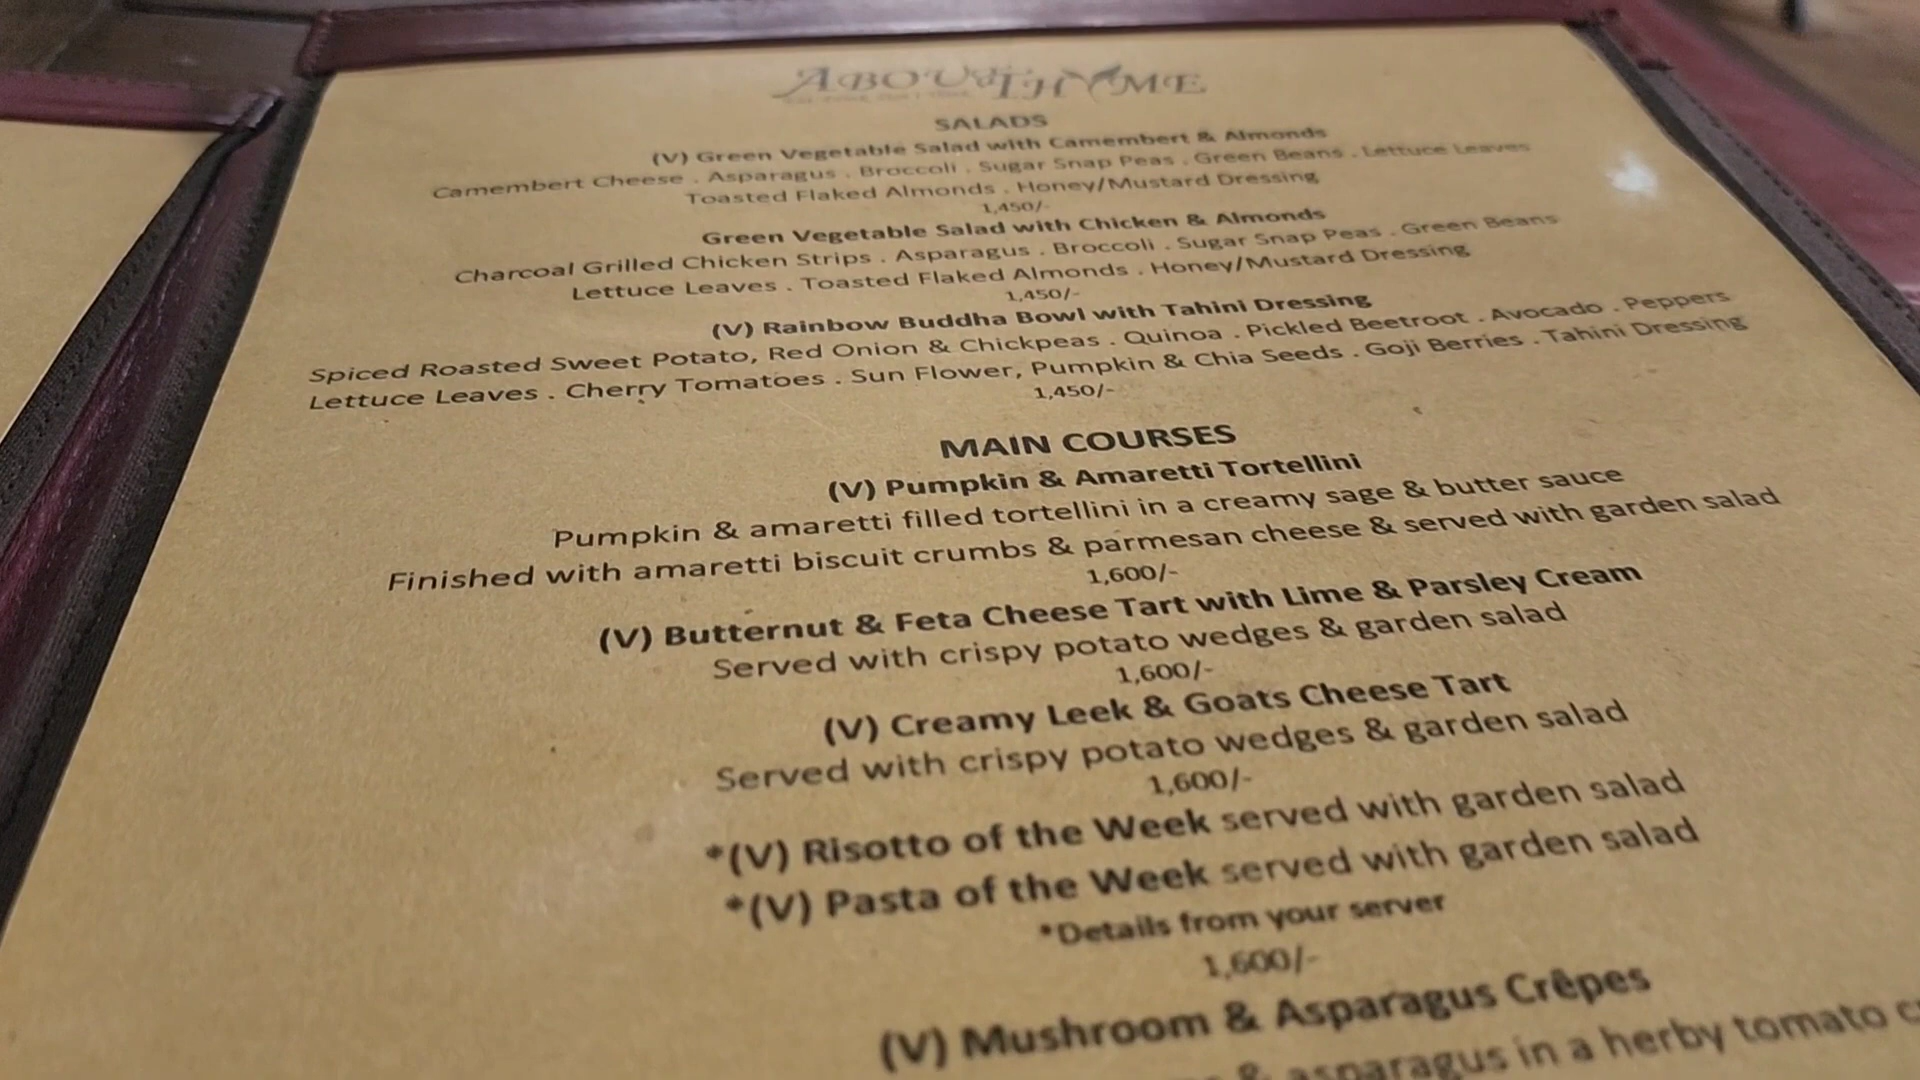 ABOUT THYME
SALADS
(V) Green Vegetable Salad with Camembert & Almonds
Camembert Cheese . Asparagus . Broccoli . Sugar Snap Peas . Green Beans . Lettuce Leaves
Toasted Flaked Almonds . Honey/Mustard Dressing
1,450/-
Green Vegetable Salad with Chicken & Almonds
Charcoal Grilled Chicken Strips . Asparagus . Broccoli . Sugar Snap Peas . Green Beans
Lettuce Leaves . Toasted Flaked Almonds . Honey/Mustard Dressing
1,450/-
(V) Rainbow Buddha Bowl with Tahini Dressing
Spiced Roasted Sweet Potato, Red Onion & Chickpeas . Quinoa . Pickled Beetroot . Avocado . Peppers
Lettuce Leaves . Cherry Tomatoes . Sun Flower, Pumpkin & Chia Seeds . Goji Berries . Tahini Dressing
1,450/-
MAIN COURSES
(V) Pumpkin & Amaretti Tortellini
Pumpkin & amaretti filled tortellini in a creamy sage & butter sauce
Finished with amaretti biscuit crumbs & parmesan cheese & served with garden salad
1,600/-
(V) Butternut & Feta Cheese Tart with Lime & Parsley Cream
Served with crispy potato wedges & garden salad
1,600/-
(V) Creamy Leek & Goats Cheese Tart
Served with crispy potato wedges & garden salad
1,600/-
*(V) Risotto of the Week served with garden salad
*(V) Pasta of the Week served with garden salad
*Details from your server
1,600/-
(V) Mushroom & Asparagus Crêpes
& asparagus in a herby tomato